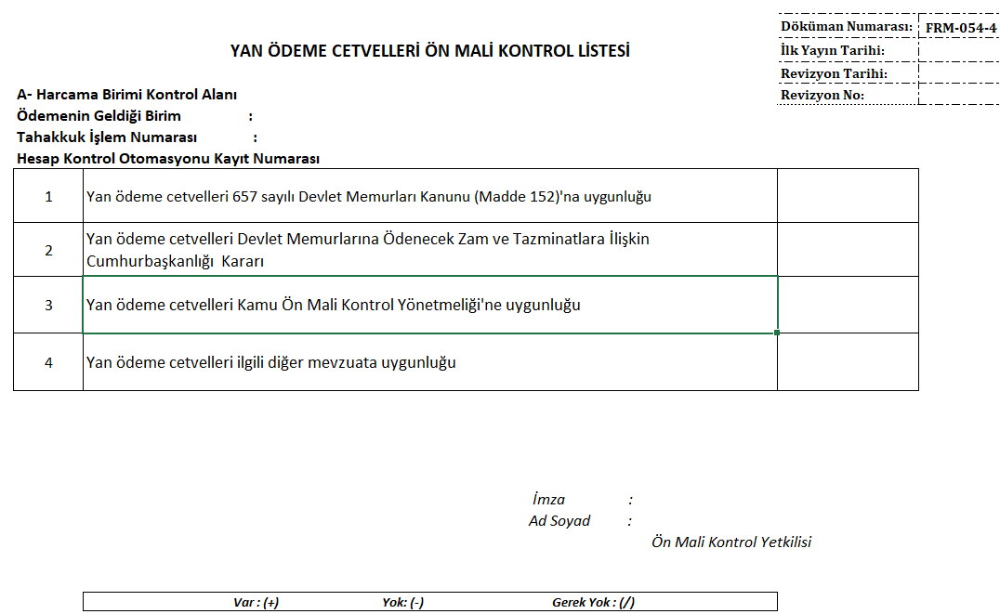 Döküman Numarası: FRM-054-4
YAN ÖDEME CETVELLERİ ÖN MALİ KONTROL LİSTESİ
İlk Yayın Tarihi:
Revizyon Tarihi:
Revizyon No:
A- Harcama Birimi Kontrol Alanı
Ödemenin Geldiği Birim :
Tahakkuk İşlem Numarası :
Hesap Kontrol Otomasyonu Kayıt Numarası
1 Yan ödeme cetvelleri 657 sayılı Devlet Memurları Kanunu (Madde 152)'na uygunluğu
2 Yan ödeme cetvelleri Devlet Memurlarına Ödenecek Zam ve Tazminatlara İlişkin
Cumhurbaşkanlığı Kararı
3 Yan ödeme cetvelleri Kamu Ön Mali Kontrol Yönetmeliği'ne uygunluğu
4 Yan ödeme cetvelleri ilgili diğer mevzuata uygunluğu
İmza :
Ad Soyad :
Ön Mali Kontrol Yetkilisi
Var : (+) Yok: (-) Gerek Yok : (/)